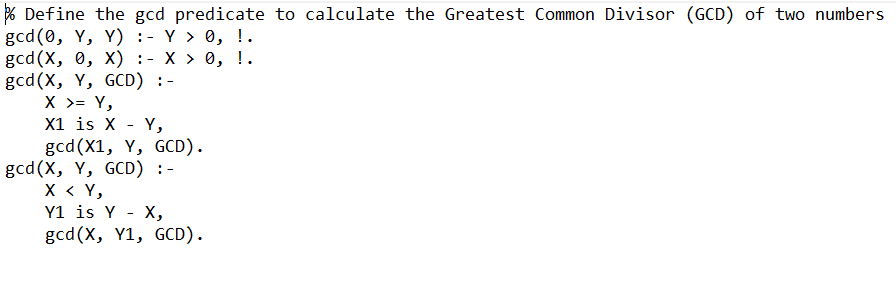 % Define the gcd predicate to calculate the Greatest Common Divisor (GCD) of two numbers
gcd(0, Y, Y) :- Y > 0, !.
gcd(X, 0, X) :- X > 0, !.
gcd(X, Y, GCD) :-
    X >= Y,
    X1 is X - Y,
    gcd(X1, Y, GCD).
gcd(X, Y, GCD) :-
    X < Y,
    Y1 is Y - X,
    gcd(X, Y1, GCD).